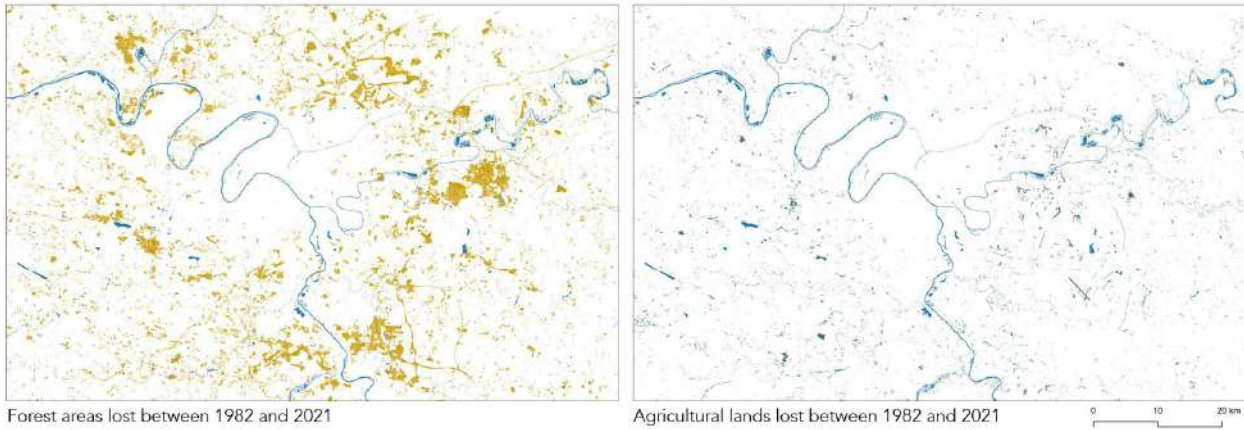 Forest areas lost between 1982 and 2021
Agricultural lands lost between 1982 and 2021
0 10 20 km